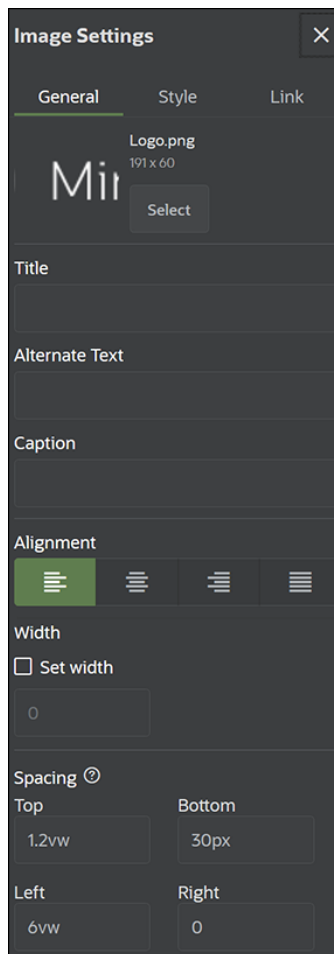 Image Settings
General Style Link
Logo.png
191 x 60
Select
Title
Alternate Text
Caption
Alignment
Width
Set width
0
Spacing ?
Top Bottom
1.2vw 30px
Left Right
6vw 0